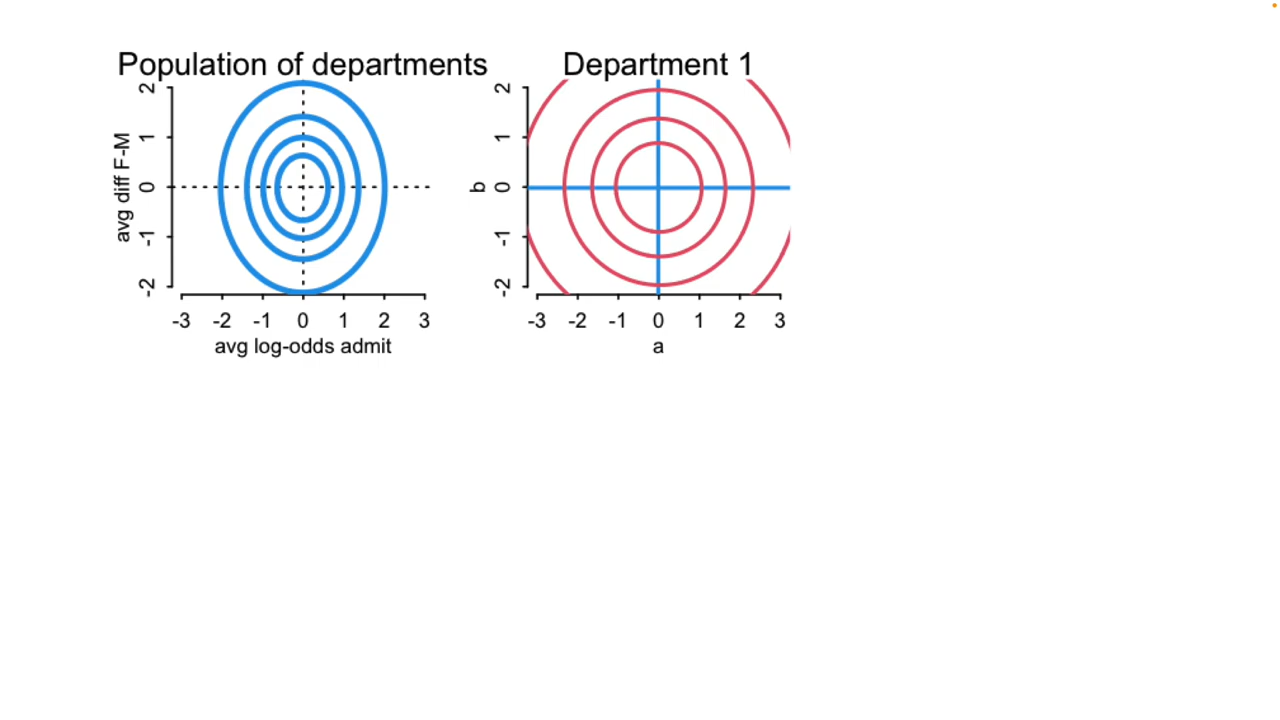 Population of departments
2
1
0
-1
-2
avg diff F-M
-3 -2 -1 0 1 2 3
avg log-odds admit
Department 1
2
1
0
-1
-2
b
-3 -2 -1 0 1 2 3
a